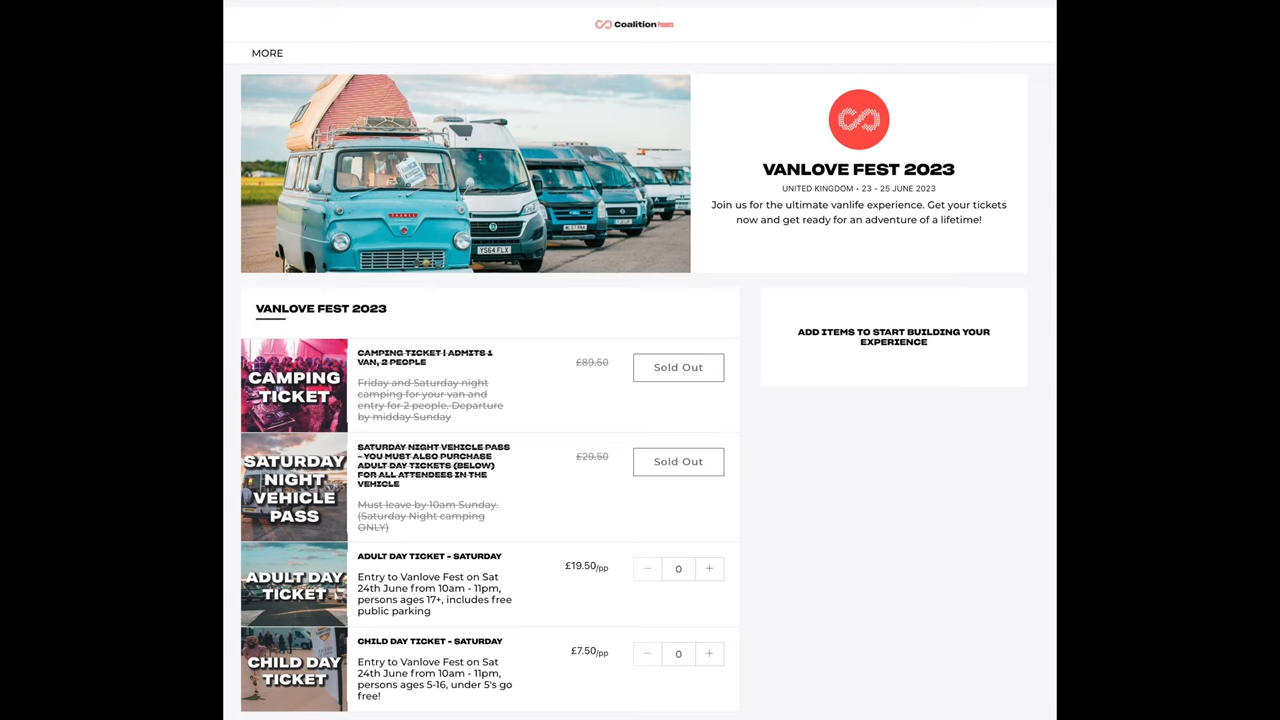 Coalition Presents
MORE
THAMES
YS64 FLX
VANLOVE FEST 2023
UNITED KINGDOM • 23 - 25 JUNE 2023
Join us for the ultimate vanlife experience. Get your tickets
now and get ready for an adventure of a lifetime!
VANLOVE FEST 2023
ADD ITEMS TO START BUILDING YOUR
EXPERIENCE
CAMPING
TICKET
CAMPING TICKET | ADMITS 1
VAN, 2 PEOPLE
Friday and Saturday night
camping for your van and
entry for 2 people. Departure
by midday Sunday
£89.50
Sold Out
SATURDAY
NIGHT
VEHICLE
PASS
SATURDAY NIGHT VEHICLE PASS
- YOU MUST ALSO PURCHASE
ADULT DAY TICKETS (BELOW)
FOR ALL ATTENDEES IN THE
VEHICLE
Must leave by 10am Sunday.
(Saturday Night camping
ONLY)
£29.50
Sold Out
ADULT DAY
TICKET
ADULT DAY TICKET - SATURDAY
Entry to Vanlove Fest on Sat
24th June from 10am - 11pm,
persons ages 17+, includes free
public parking
£19.50/pp
− 0 +
CHILD DAY
TICKET
CHILD DAY TICKET - SATURDAY
Entry to Vanlove Fest on Sat
24th June from 10am - 11pm,
persons ages 5-16, under 5's go
free!
£7.50/pp
− 0 +